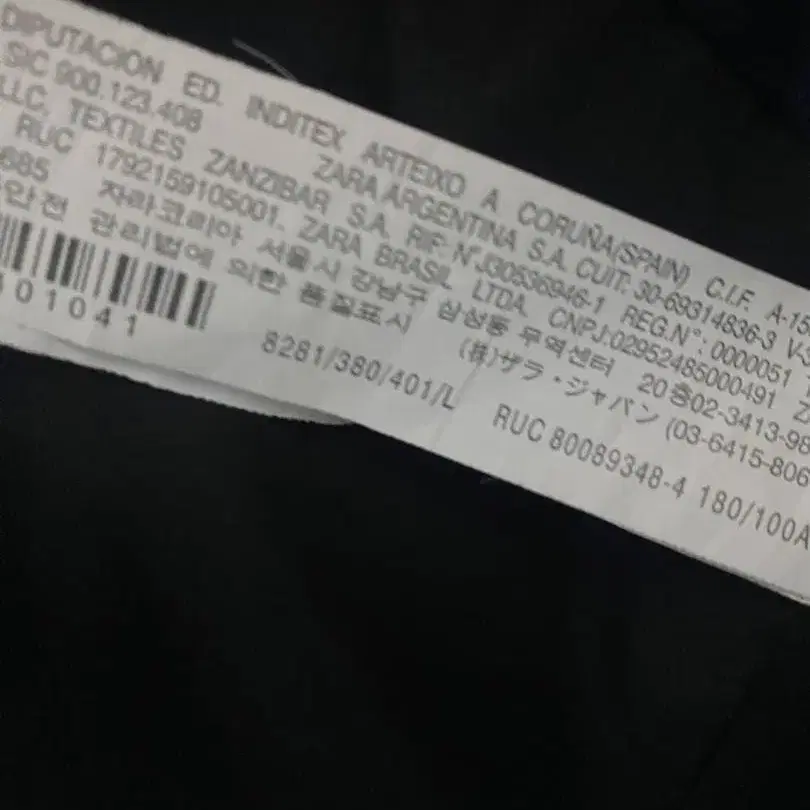 DIPUTACION ED. INDITEX ARTEIXO A CORUÑA(SPAIN) C.I.F. A-15
SIC 900.123.408 ZARA ARGENTINA S.A. CUIT: 30-69314836-3
LLC, TEXTILES ZANZIBAR S.A. RIF: N°J30536946-1 REG.N°: 0000051
RUC 1792159105001. ZARA BRASIL LTDA, CNPJ:02952485000491
685 자라코리아 서울시 강남구 삼성동 무역센터 20층02-3413-98
안전 관리법에 의한 품질표시 (株)ザラ・ジャパン (03-6415-806
01041 8281/380/401/L RUC 80089348-4 180/100A